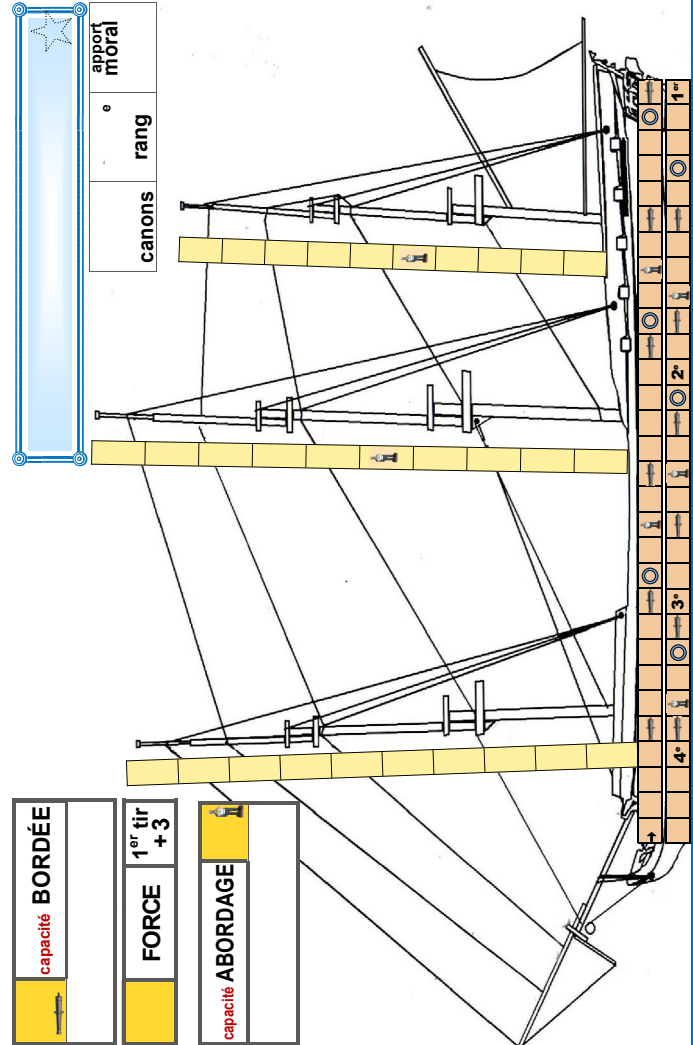 apport
moral
e
rang
canons
capacité BORDÉE
FORCE
1er tir
+ 3
capacité ABORDAGE
1er
2e
3e
4e